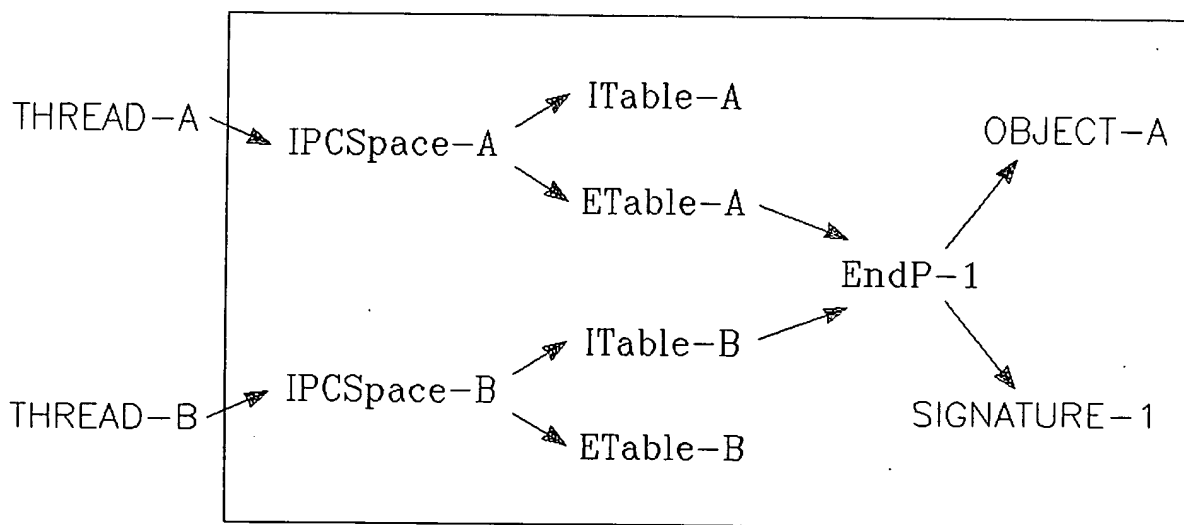 THREAD-A
IPCSpace-A
ITable-A
ETable-A
OBJECT-A
EndP-1
THREAD-B
IPCSpace-B
ITable-B
ETable-B
SIGNATURE-1